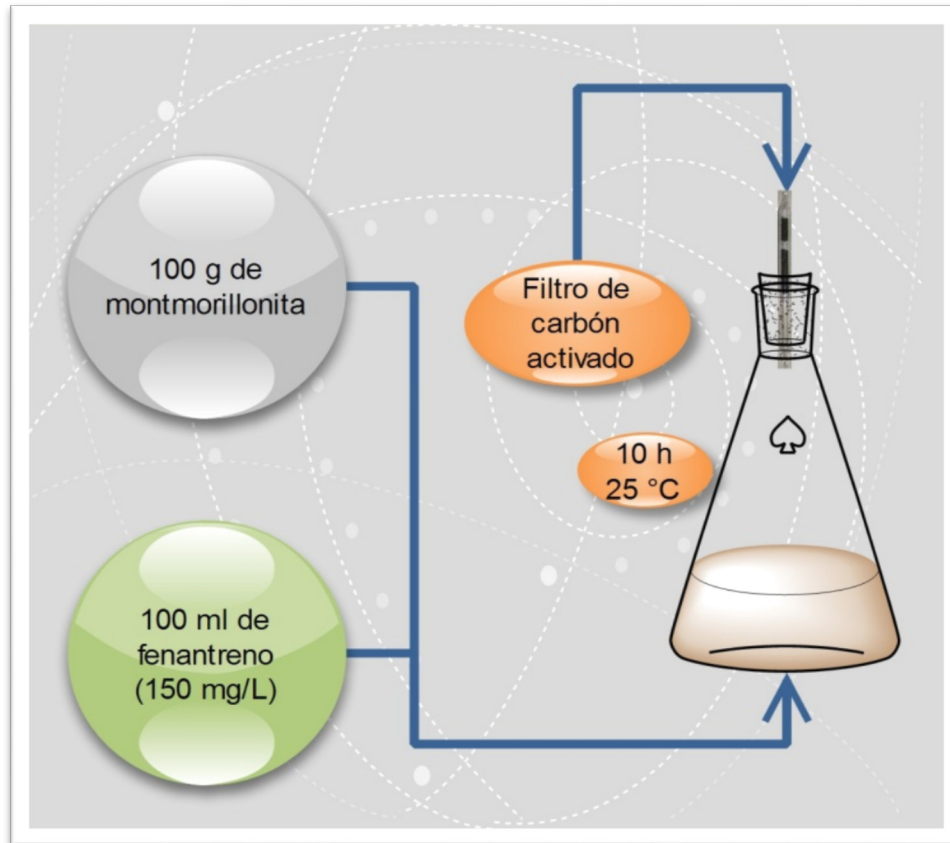 100 g de
montmorillonita
Filtro de
carbón
activado
10 h
25 °C
100 ml de
fenantreno
(150 mg/L)